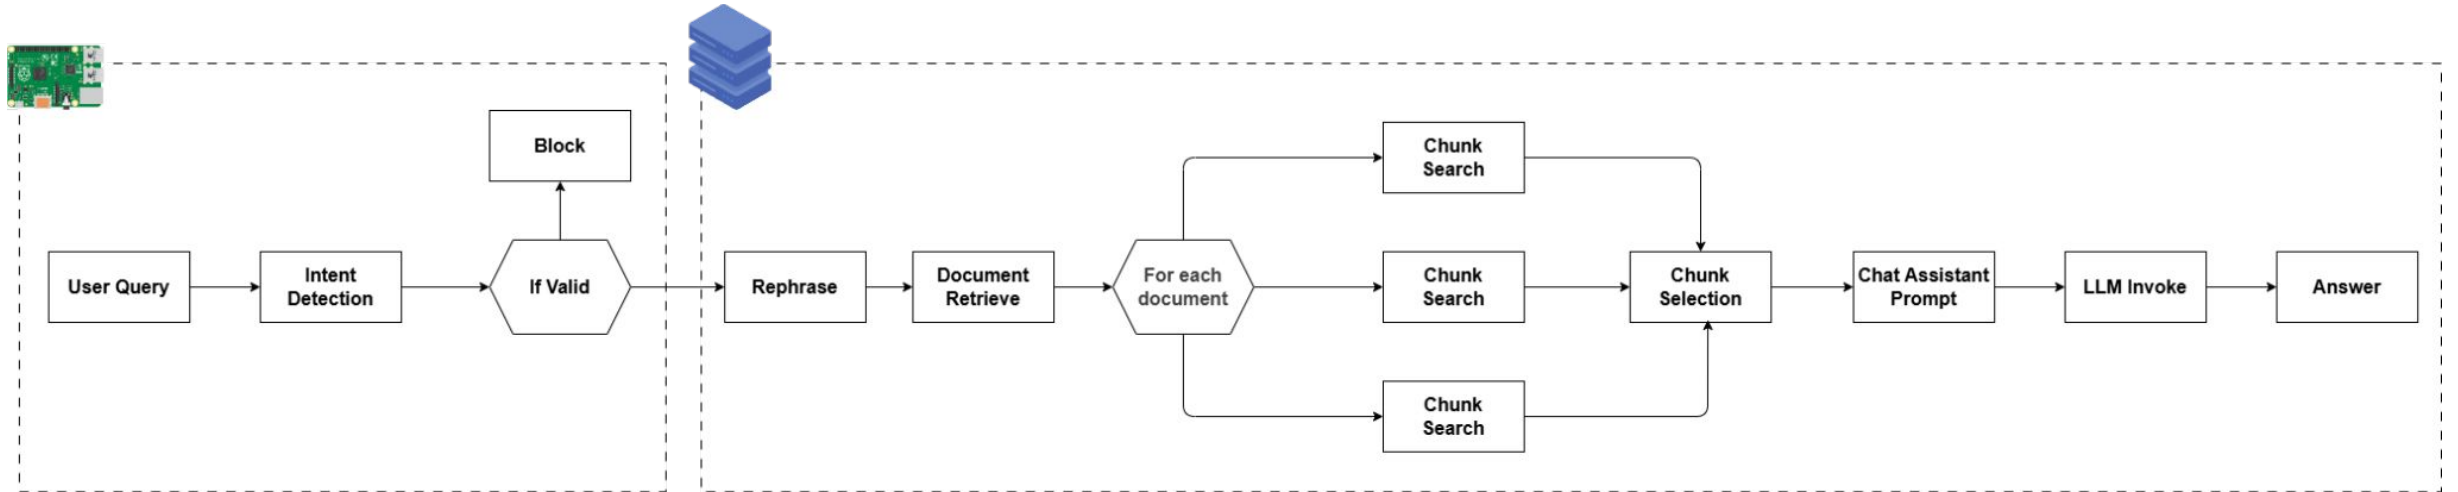 Block
User Query
Intent
Detection
If Valid
Rephrase
Document
Retrieve
For each
document
Chunk
Search
Chunk
Search
Chunk
Search
Chunk
Selection
Chat Assistant
Prompt
LLM Invoke
Answer